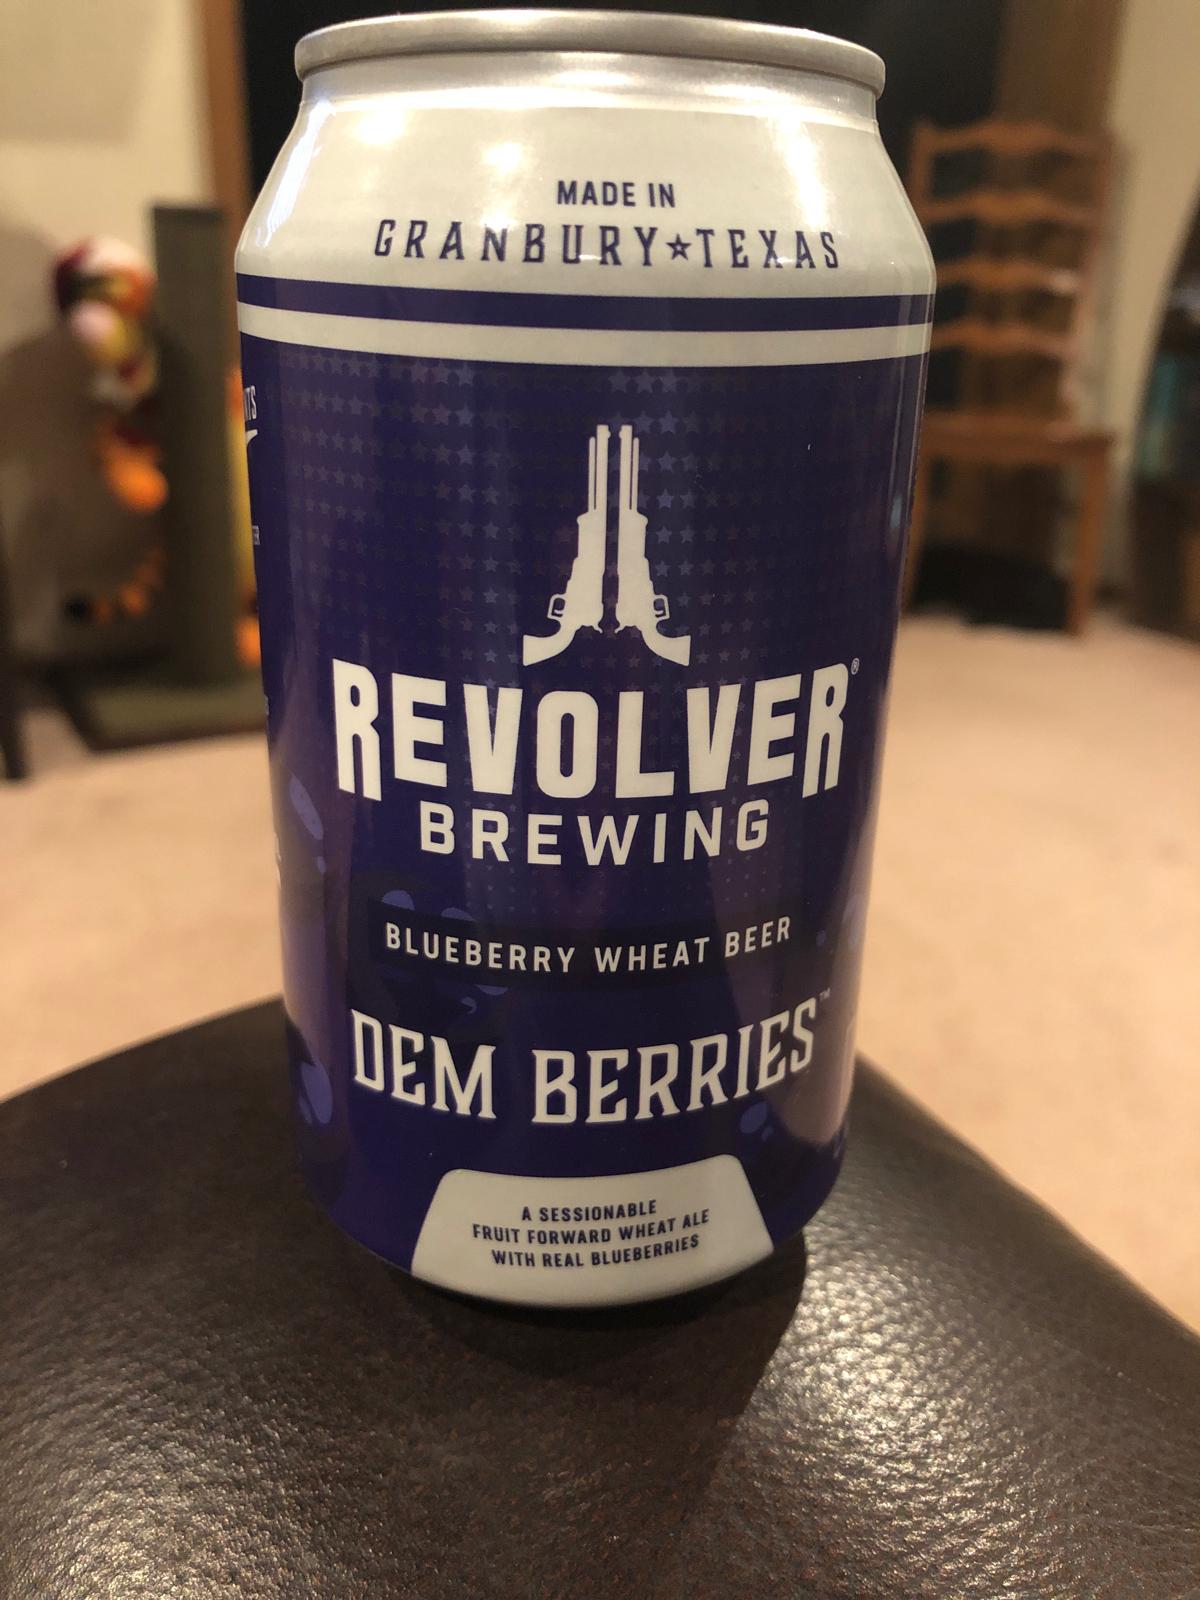 MADE IN
GRANBURY★TEXAS
REVOLVER®
BREWING
BLUEBERRY WHEAT BEER
DEM BERRIES™
A SESSIONABLE
FRUIT FORWARD WHEAT ALE
WITH REAL BLUEBERRIES